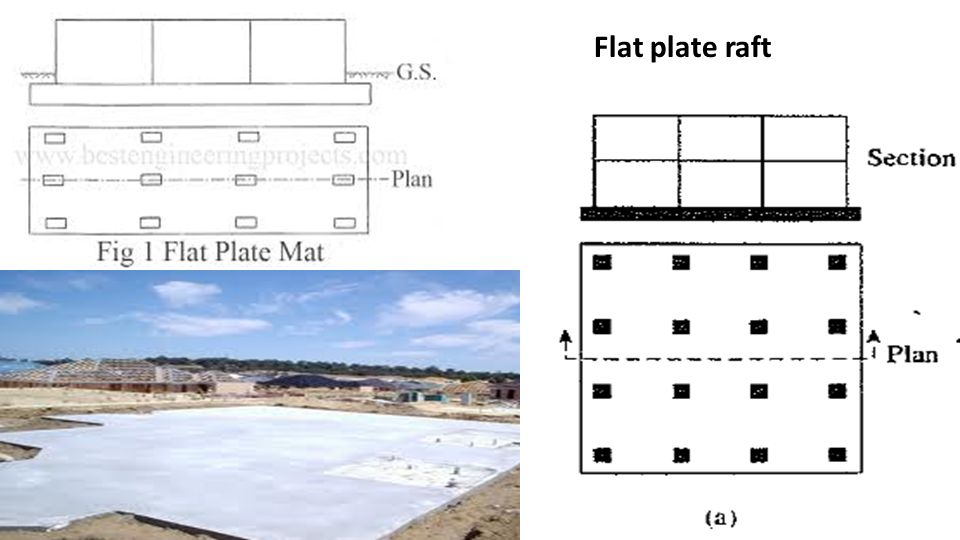 Flat plate raft
G.S.
www.bestengineeringprojects.com
Plan
Fig 1 Flat Plate Mat
Section
Plan
(a)